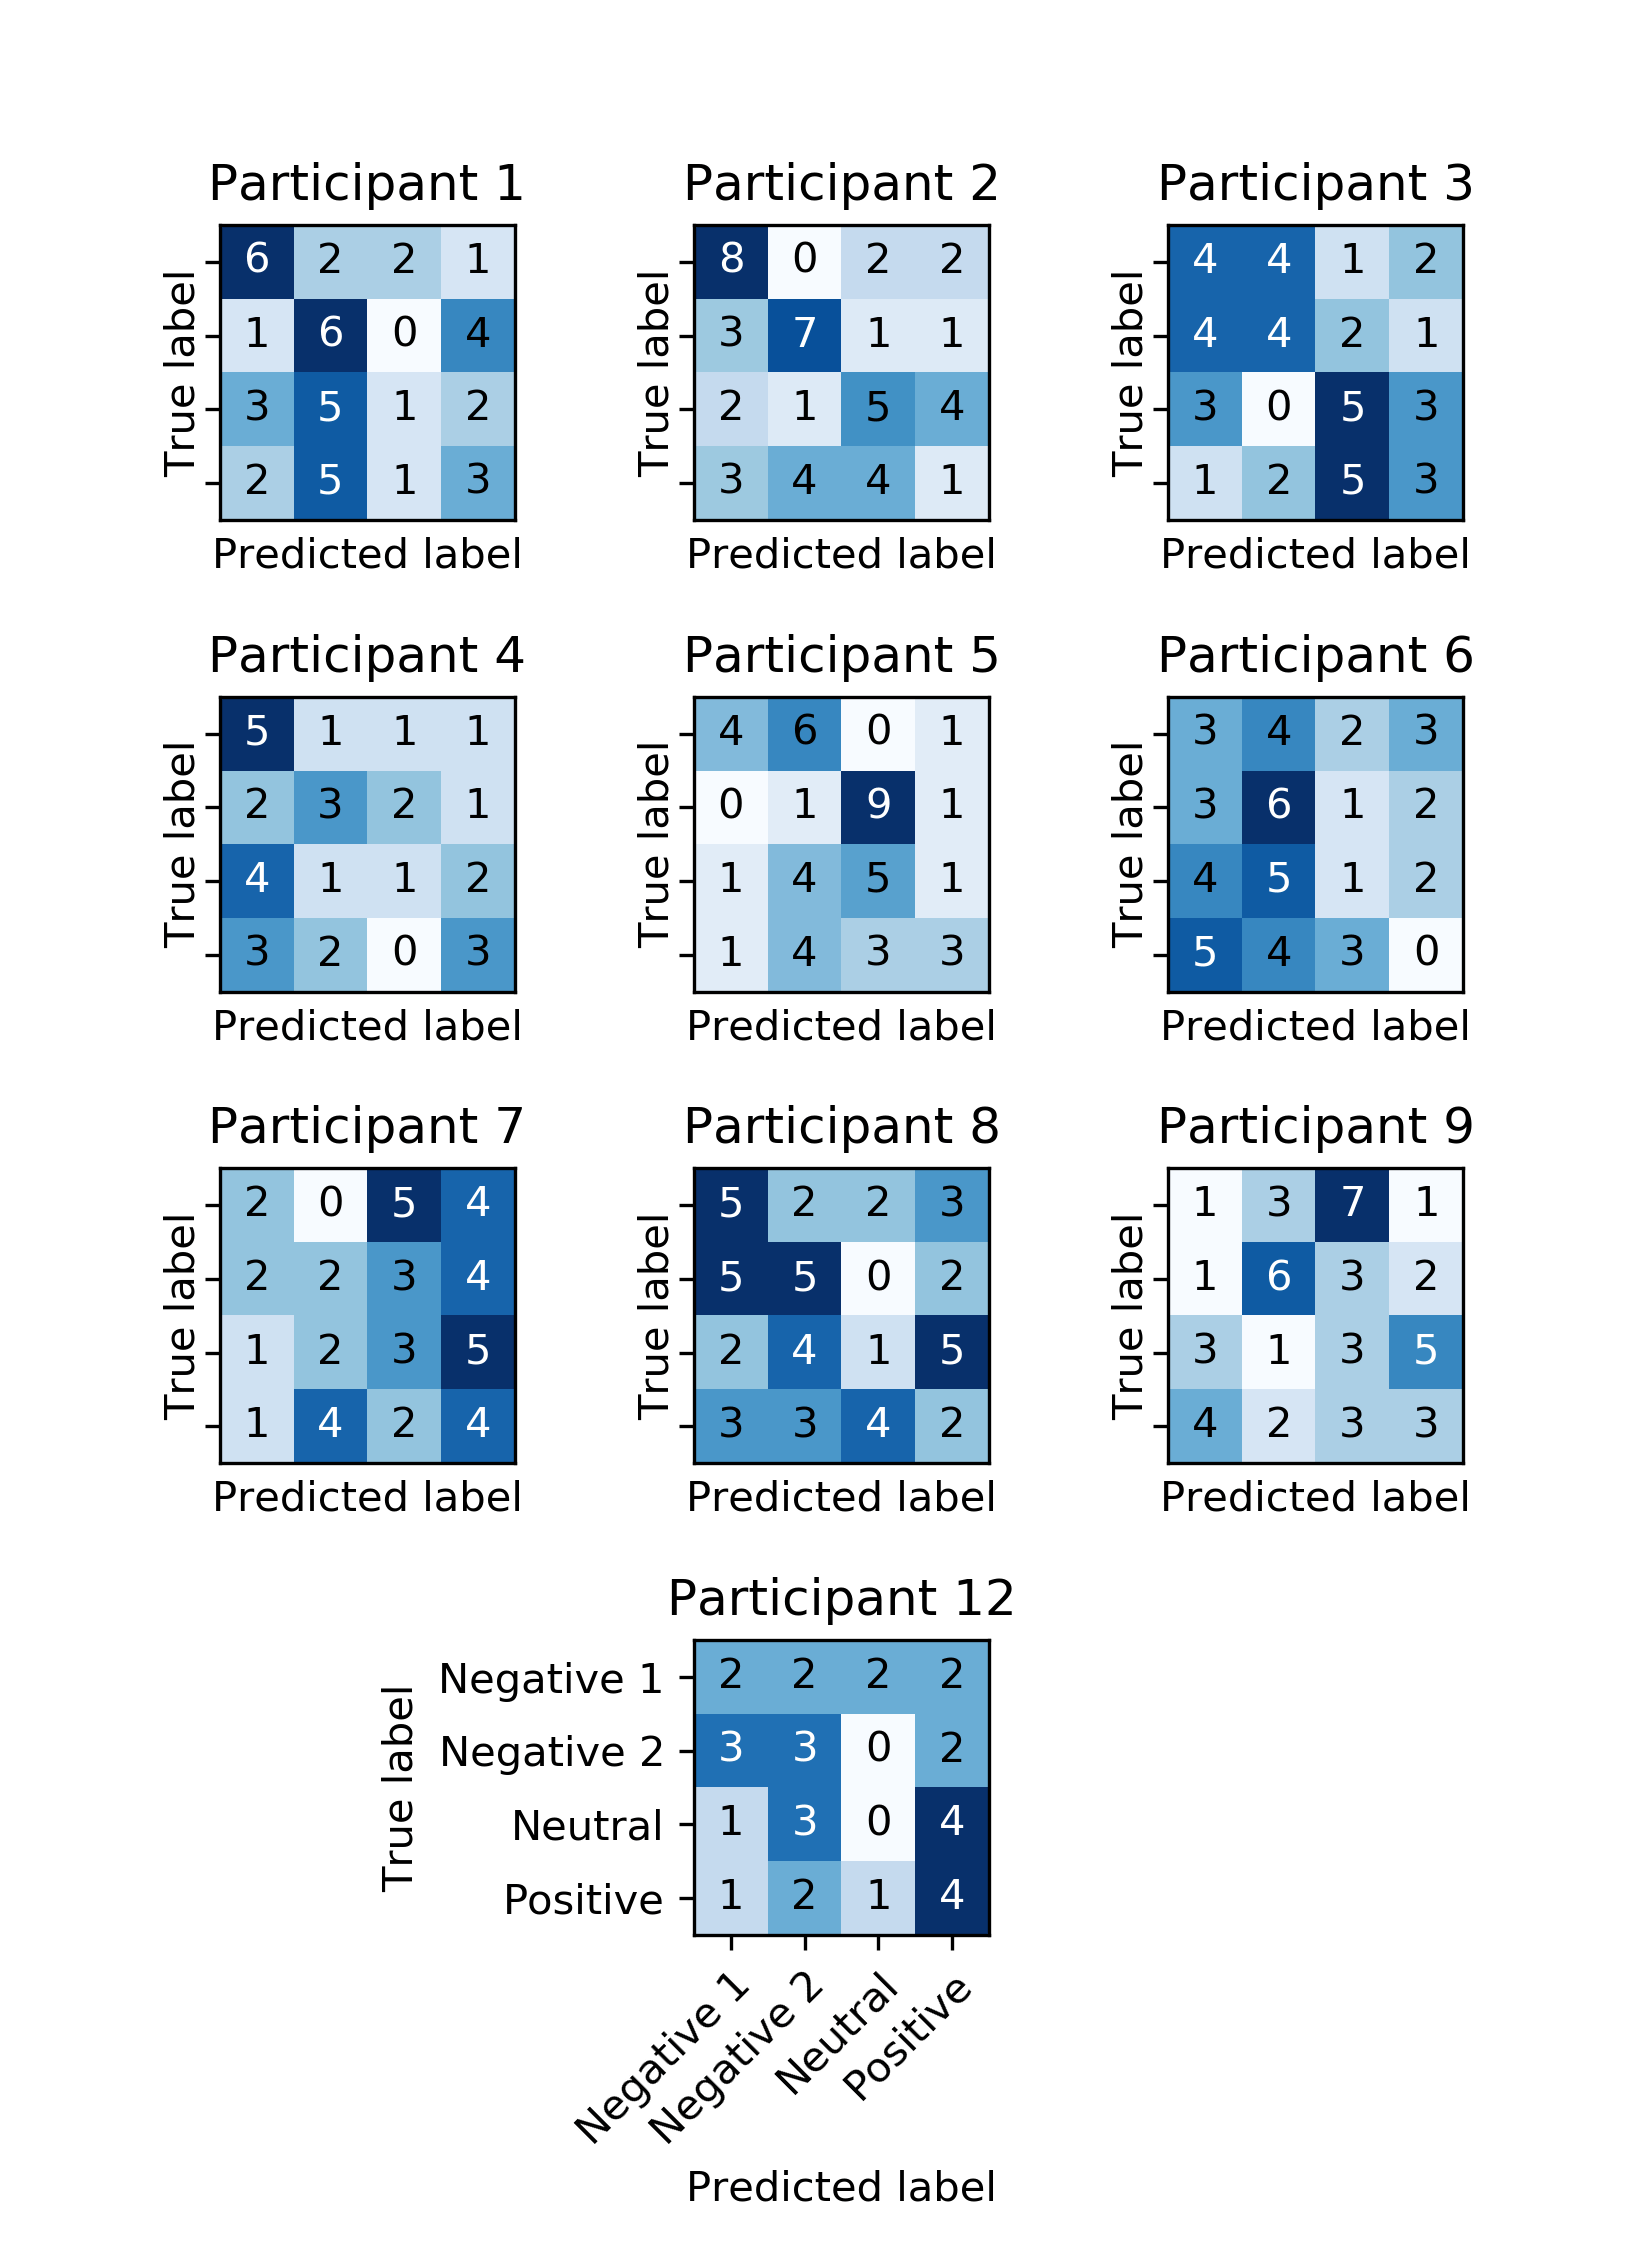 Participant 1
True label
6 2 2 1
1 6 0 4
3 5 1 2
2 5 1 3
Predicted label
Participant 2
True label
8 0 2 2
3 7 1 1
2 1 5 4
3 4 4 1
Predicted label
Participant 3
True label
4 4 1 2
4 4 2 1
3 0 5 3
1 2 5 3
Predicted label
Participant 4
True label
5 1 1 1
2 3 2 1
4 1 1 2
3 2 0 3
Predicted label
Participant 5
True label
4 6 0 1
0 1 9 1
1 4 5 1
1 4 3 3
Predicted label
Participant 6
True label
3 4 2 3
3 6 1 2
4 5 1 2
5 4 3 0
Predicted label
Participant 7
True label
2 0 5 4
2 2 3 4
1 2 3 5
1 4 2 4
Predicted label
Participant 8
True label
5 2 2 3
5 5 0 2
2 4 1 5
3 3 4 2
Predicted label
Participant 9
True label
1 3 7 1
1 6 3 2
3 1 3 5
4 2 3 3
Predicted label
Participant 12
True label
Negative 1 2 2 2 2
Negative 2 3 3 0 2
Neutral 1 3 0 4
Positive 1 2 1 4
Negative 1
Negative 2
Neutral
Positive
Predicted label